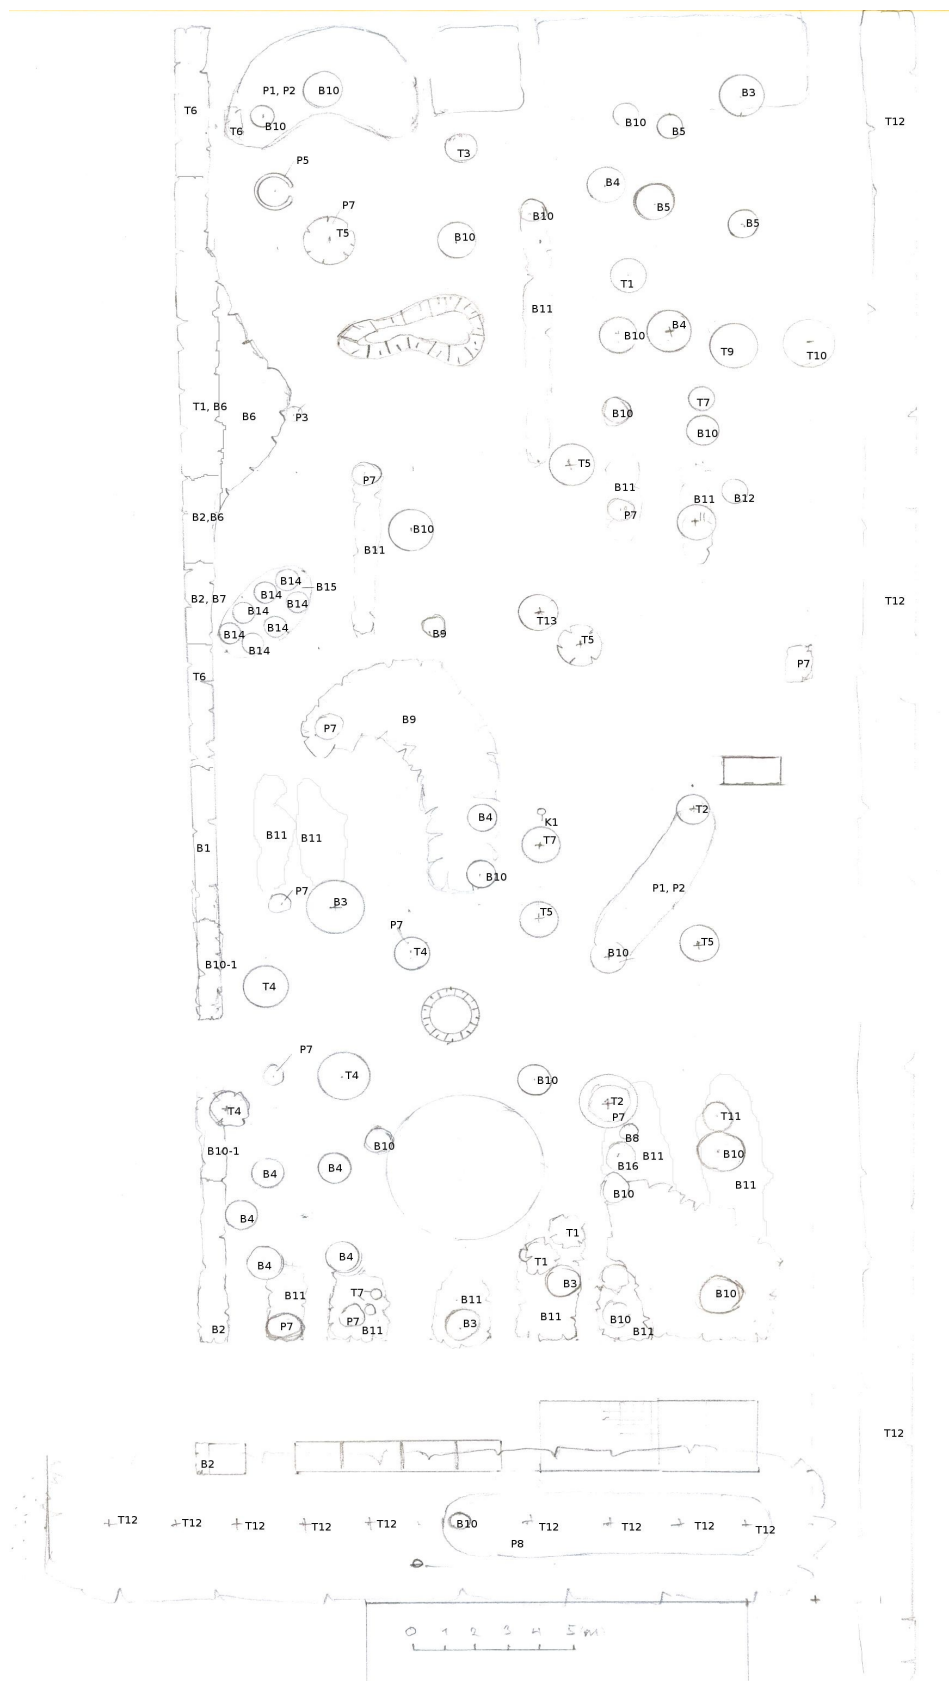 B3
P1, P2
B10
T6
B10
T12
B10
T6
B5
T3
P5
B4
P7
B5
B10
B5
T5
B10
T1
B11
B4
B10
T9
T10
T7
T1, B6
B6
P3
B10
B10
T5
P7
B11
B11
B12
P7
B2,B6
B10
B11
B14
B15
B14
B2, B7
B14
T12
B14
T13
B14
B14
B9
T5
B14
P7
T6
B9
P7
T2
K1
B4
B11
B11
T7
B1
B10
P1, P2
P7
B3
T5
P7
T5
T4
B10
B10-1
T4
P7
T4
B10
T2
T4
P7
T11
B8
B10
B10-1
B11
B10
B16
B4
B4
B11
B10
B4
T1
B4
T1
B4
B3
T7
B11
B11
B10
B11
B10
P7
P7
B3
B2
B11
B11
T12
B2
T12
T12
T12
T12
T12
B10
T12
T12
T12
T12
P8
0 1 2 3 4 5 m